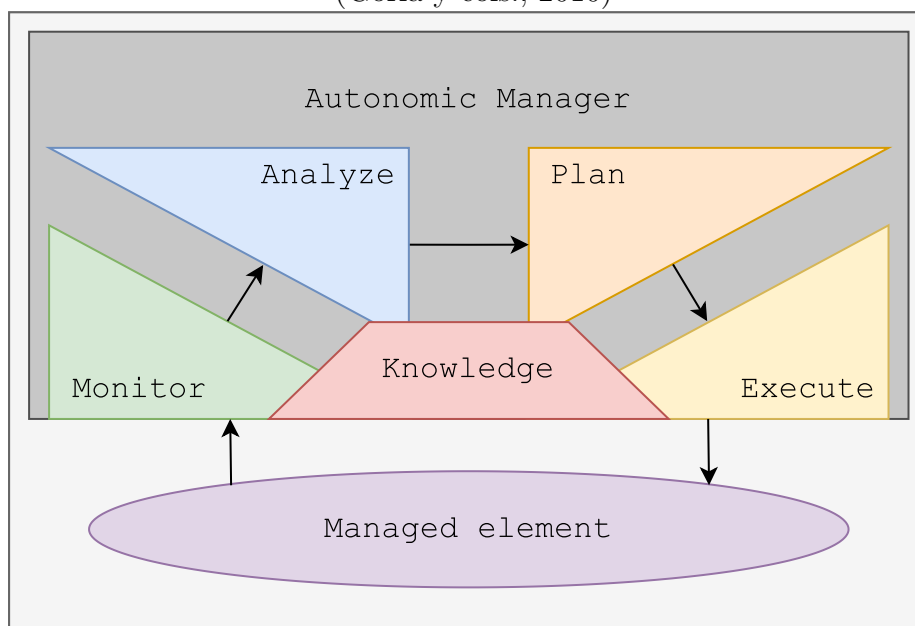 Autonomic Manager
Analyze
Plan
Knowledge
Monitor
Execute
Managed element